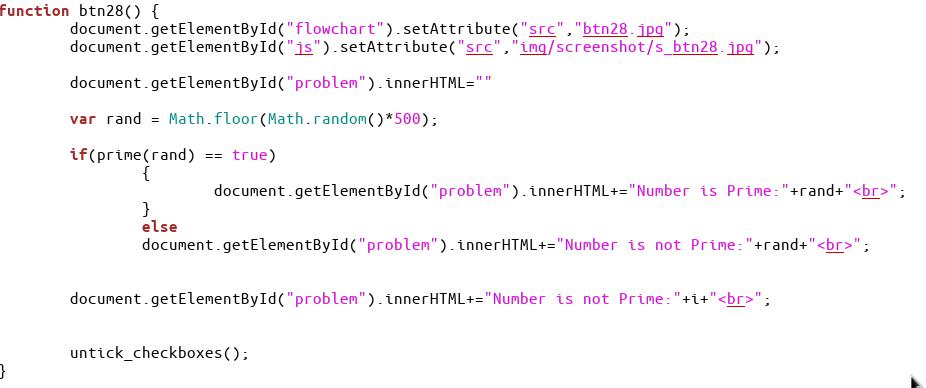 function btn28() {
document.getElementById("flowchart").setAttribute("src","btn28.jpg");
document.getElementById("js").setAttribute("src","img/screenshot/s_btn28.jpg");
document.getElementById("problem").innerHTML=""
var rand = Math.floor(Math.random()*500);
if(prime(rand) == true)
{
document.getElementById("problem").innerHTML+="Number is Prime:"+rand+"<br>";
}
else
document.getElementById("problem").innerHTML+="Number is not Prime:"+rand+"<br>";
document.getElementById("problem").innerHTML+="Number is not Prime:"+i+"<br>";
untick_checkboxes();
}